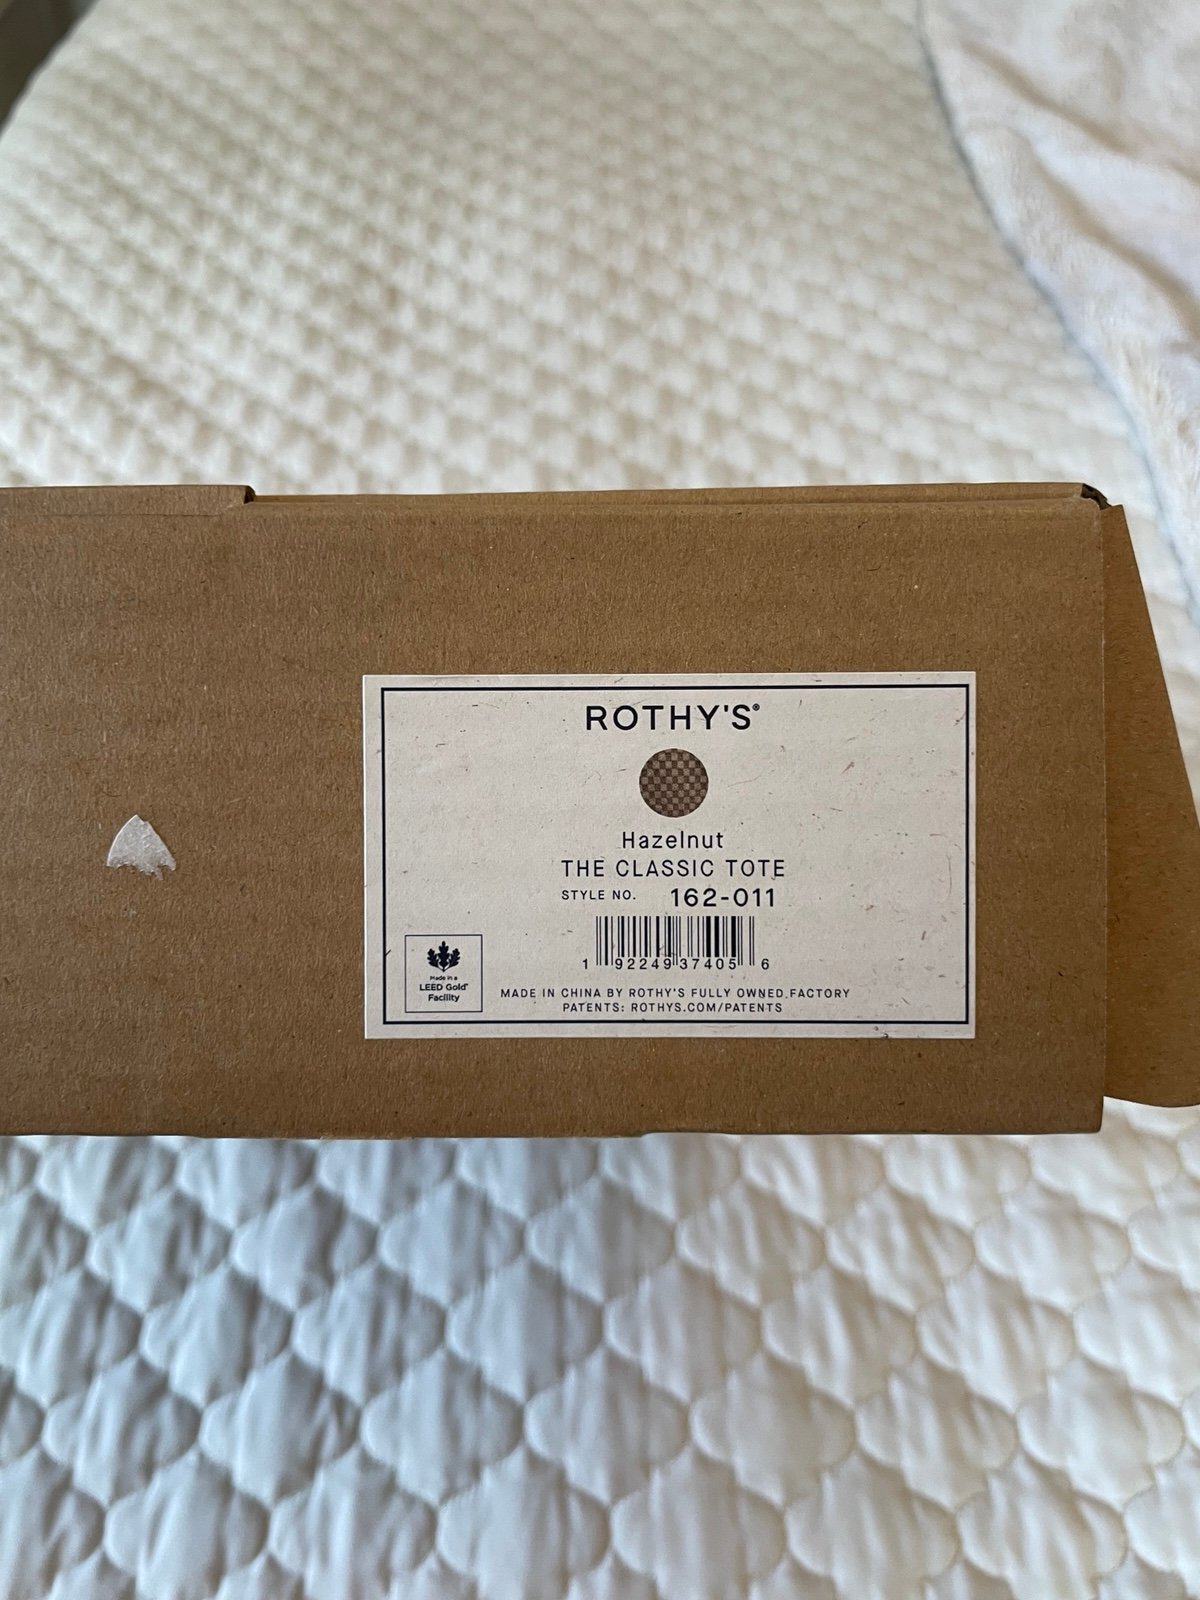 ROTHY'S®
Hazelnut
THE CLASSIC TOTE
STYLE NO. 162-011
1 92249 37405 6
Made in a
LEED Gold®
Facility
MADE IN CHINA BY ROTHY'S FULLY OWNED FACTORY
PATENTS: ROTHYS.COM/PATENTS